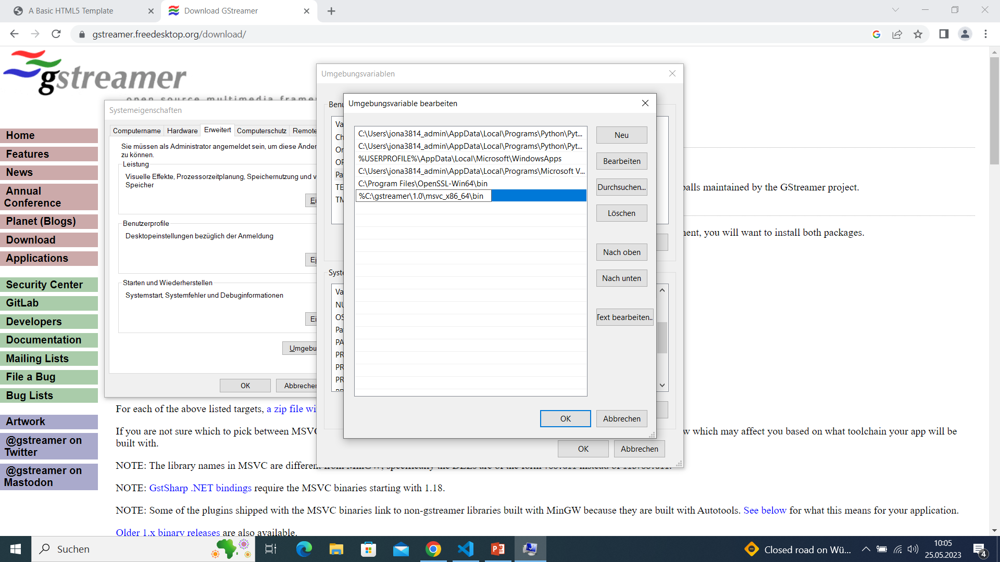 A Basic HTML5 Template
Download GStreamer
gstreamer.freedesktop.org/download/
gstreamer
Home
Features
News
Annual
Conference
Planet (Blogs)
Download
Applications
Security Center
GitLab
Developers
Documentation
Mailing Lists
File a Bug
Bug Lists
Artwork
@gstreamer on
Twitter
@gstreamer on
Mastodon
Systemeigenschaften
Computername Hardware Erweitert Computerschutz Remote
Sie müssen als Administrator angemeldet sein, um diese Änder
zu können.
Leistung
Visuelle Effekte, Prozessorzeitplanung, Speichernutzung und v
Speicher
Ei
Benutzerprofile
Desktopeinstellungen bezüglich der Anmeldung
Ei
Starten und Wiederherstellen
Systemstart, Systemfehler und Debuginformationen
Ei
Umgebu
OK
Abbrechen
Umgebungsvariablen
Benu
Va
Ch
On
OP
Pa
TE
TM
Syste
Va
NU
OS
Pa
PA
PR
PR
PR
OK
Abbrechen
Umgebungsvariable bearbeiten
C:\Users\jona3814_admin\AppData\Local\Programs\Python\Pyt...
C:\Users\jona3814_admin\AppData\Local\Programs\Python\Pyt...
%USERPROFILE%\AppData\Local\Microsoft\WindowsApps
C:\Users\jona3814_admin\AppData\Local\Programs\Microsoft V...
C:\Program Files\OpenSSL-Win64\bin
%C:\gstreamer\1.0\msvc_x86_64\bin
Neu
Bearbeiten
Durchsuchen...
Löschen
Nach oben
Nach unten
Text bearbeiten..
OK
Abbrechen
balls maintained by the GStreamer project.
ent, you will want to install both packages.
For each of the above listed targets, a zip file wi
If you are not sure which to pick between MSVC w which may affect you based on what toolchain your app will be
built with.
NOTE: The library names in MSVC are different
NOTE: GstSharp .NET bindings require the MSVC binaries starting with 1.18.
NOTE: Some of the plugins shipped with the MSVC binaries link to non-gstreamer libraries built with MinGW because they are built with Autotools. See below for what this means for your application.
Older 1.x binary releases are also available.
Suchen
Closed road on Wü...
10:05
25.05.2023
4